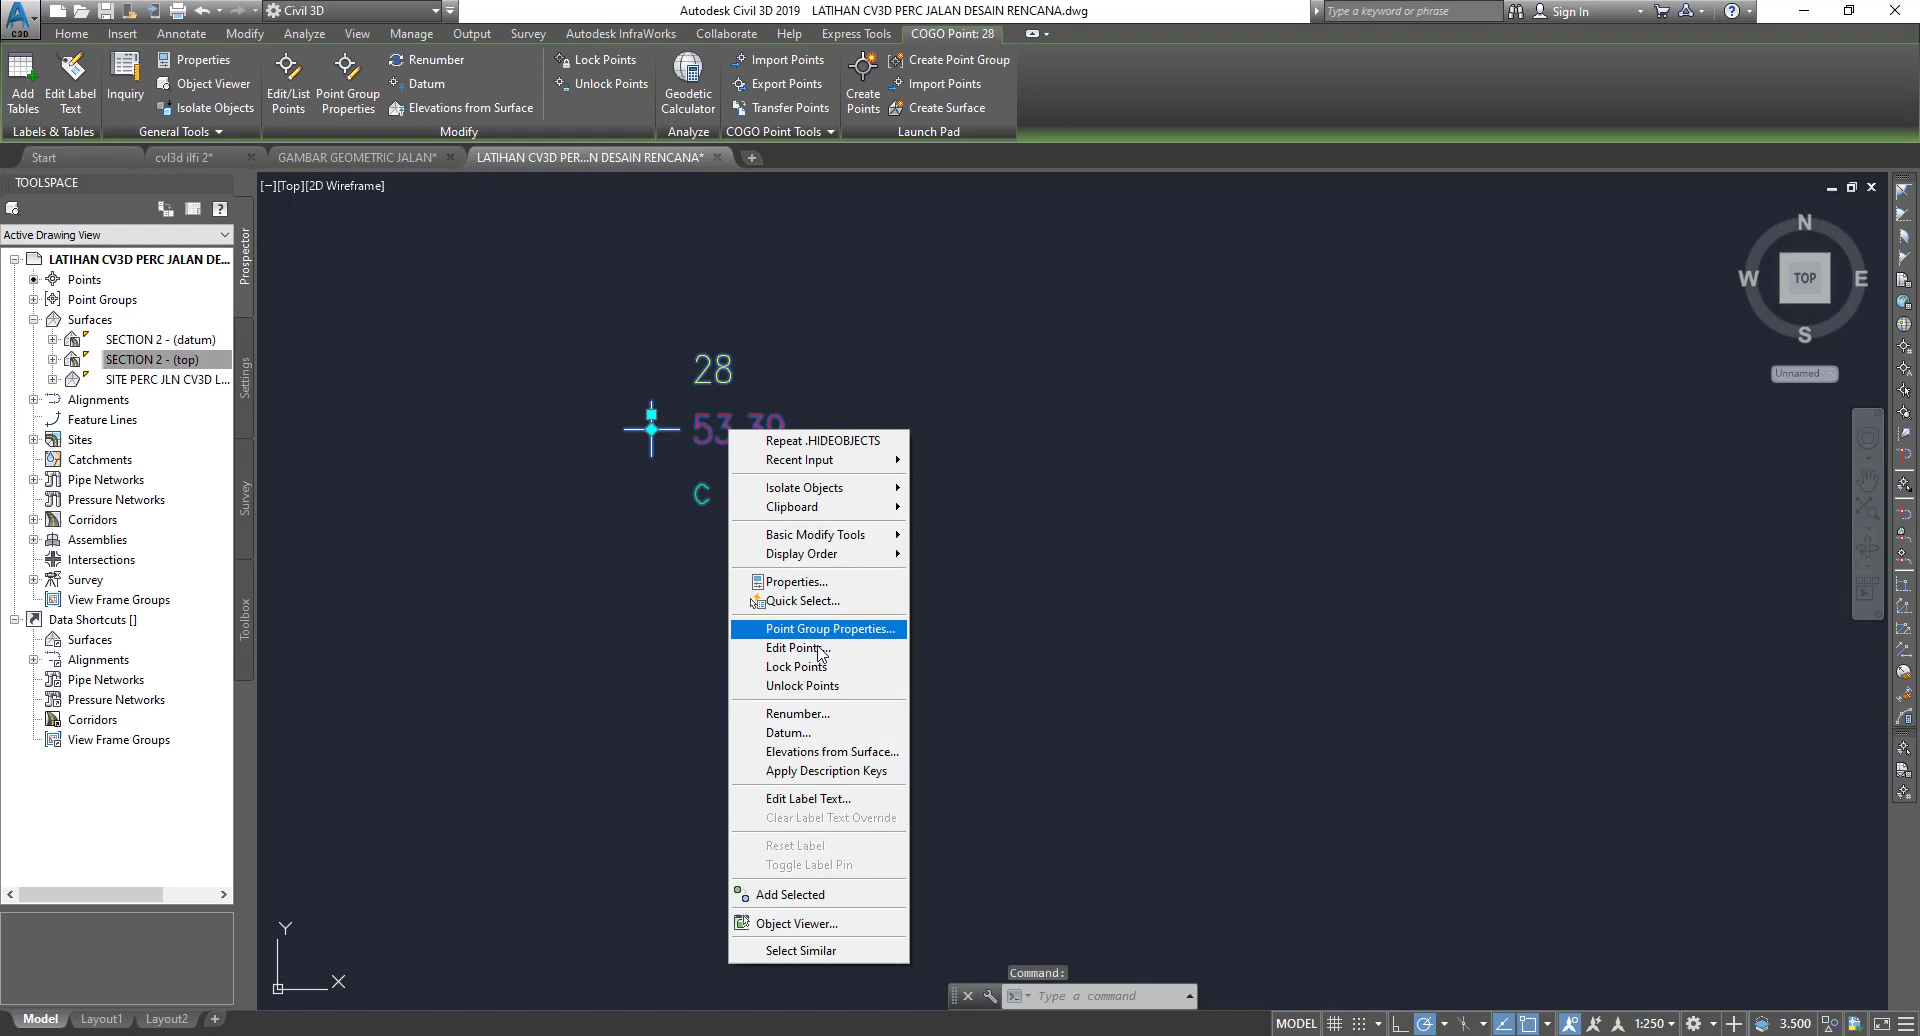 Civil 3D
Autodesk Civil 3D 2019 LATIHAN CV3D PERC JALAN DESAIN RENCANA.dwg
Type a keyword or phrase
Sign In
C3D
Home Insert Annotate Modify Analyze View Manage Output Survey Autodesk InfraWorks Collaborate Help Express Tools COGO Point: 28
Add Tables
Edit Label Text
Labels & Tables
Inquiry
Properties
Object Viewer
Isolate Objects
General Tools
Edit/List Points
Point Group Properties
Renumber
Datum
Elevations from Surface
Modify
Lock Points
Unlock Points
Geodetic Calculator
Analyze
Import Points
Export Points
Transfer Points
COGO Point Tools
Create Points
Create Point Group
Import Points
Create Surface
Launch Pad
Start
cvl3d ilfi 2*
GAMBAR GEOMETRIC JALAN*
LATIHAN CV3D PER...N DESAIN RENCANA*
TOOLSPACE
Active Drawing View
LATIHAN CV3D PERC JALAN DE...
Points
Point Groups
Surfaces
SECTION 2 - (datum)
SECTION 2 - (top)
SITE PERC JLN CV3D L...
Alignments
Feature Lines
Sites
Catchments
Pipe Networks
Pressure Networks
Corridors
Assemblies
Intersections
Survey
View Frame Groups
Data Shortcuts []
Surfaces
Alignments
Pipe Networks
Pressure Networks
Corridors
View Frame Groups
Prospector
Settings
Survey
Toolbox
[−][Top][2D Wireframe]
28
53.39
C
Repeat .HIDEOBJECTS
Recent Input
Isolate Objects
Clipboard
Basic Modify Tools
Display Order
Properties...
Quick Select...
Point Group Properties...
Edit Points...
Lock Points
Unlock Points
Renumber...
Datum...
Elevations from Surface...
Apply Description Keys
Edit Label Text...
Clear Label Text Override
Reset Label
Toggle Label Pin
Add Selected
Object Viewer...
Select Similar
N
W TOP E
S
Unnamed
Y
X
Command:
Type a command
Model Layout1 Layout2
MODEL
1:250
3.500